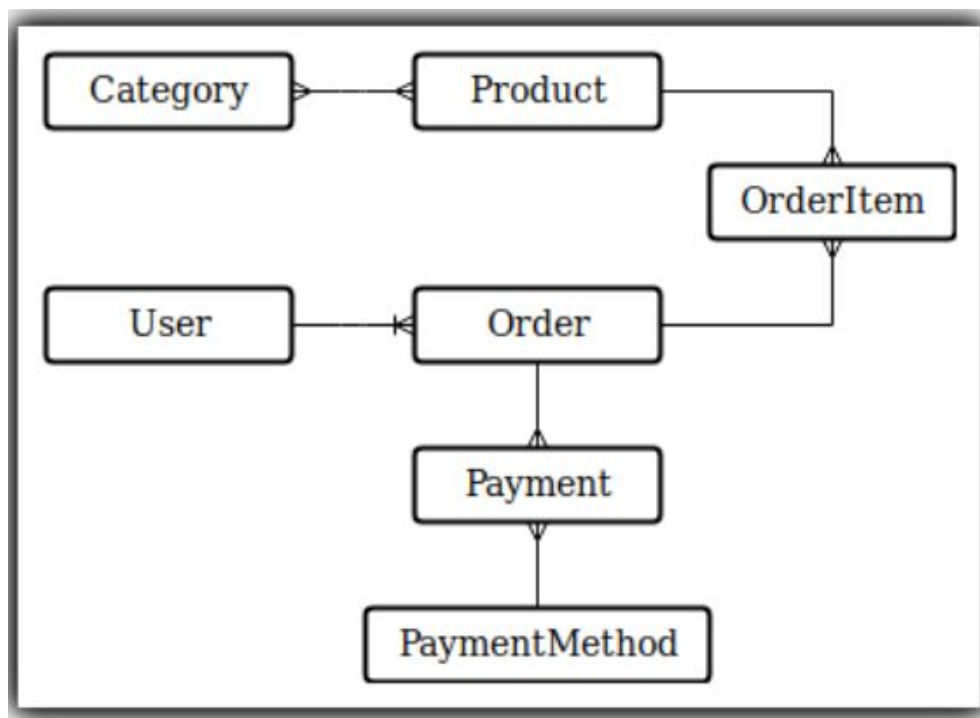 Category
Product
OrderItem
User
Order
Payment
PaymentMethod